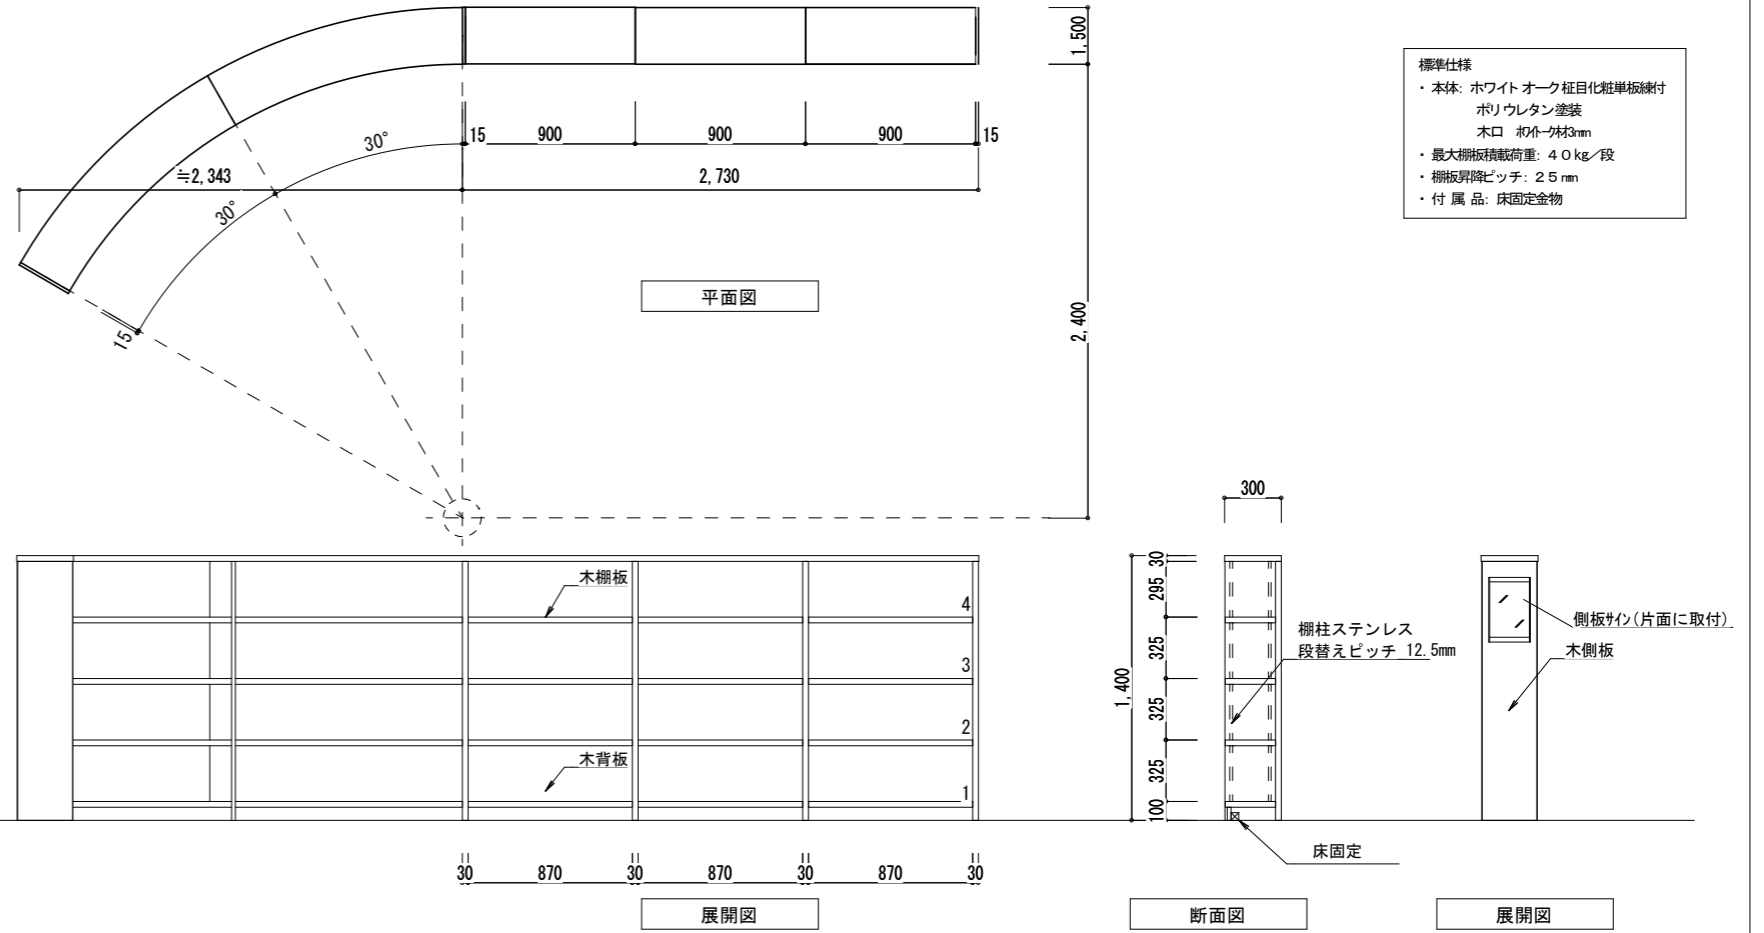 1,500
標準仕様
・本体: ホワイトオーク柾目化粧単板練付
ポリウレタン塗装
木口 ホワイトオーク材3mm
・最大棚板積載荷重: 40kg/段
・棚板昇降ピッチ: 25mm
・付属品: 床固定金物
30°
15
900
900
900
15
≒2,343
2,730
30°
平面図
2,400
15
300
木棚板
4
3
2
木背板
1
30
295
325
325
325
100
1,400
棚柱ステンレス
段替えピッチ 12.5mm
側板サイン(片面に取付)
木側板
床固定
30
870
30
870
30
870
30
展開図
断面図
展開図